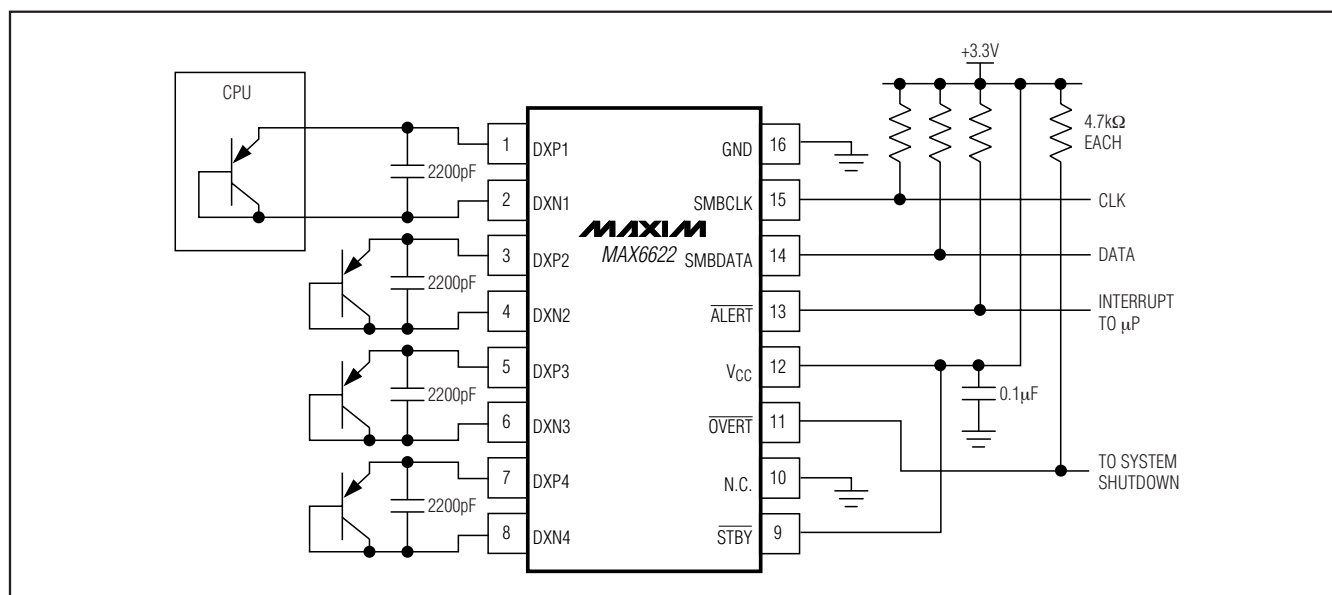 +3.3V
CPU
4.7kΩ
EACH
1 DXP1
GND 16
2200pF
2 DXN1
SMBCLK 15
CLK
MAXIM
MAX6622
3 DXP2
SMBDATA 14
DATA
2200pF
4 DXN2
ALERT 13
INTERRUPT
TO μP
5 DXP3
VCC 12
2200pF
0.1μF
6 DXN3
OVERT 11
7 DXP4
N.C. 10
TO SYSTEM
SHUTDOWN
2200pF
8 DXN4
STBY 9